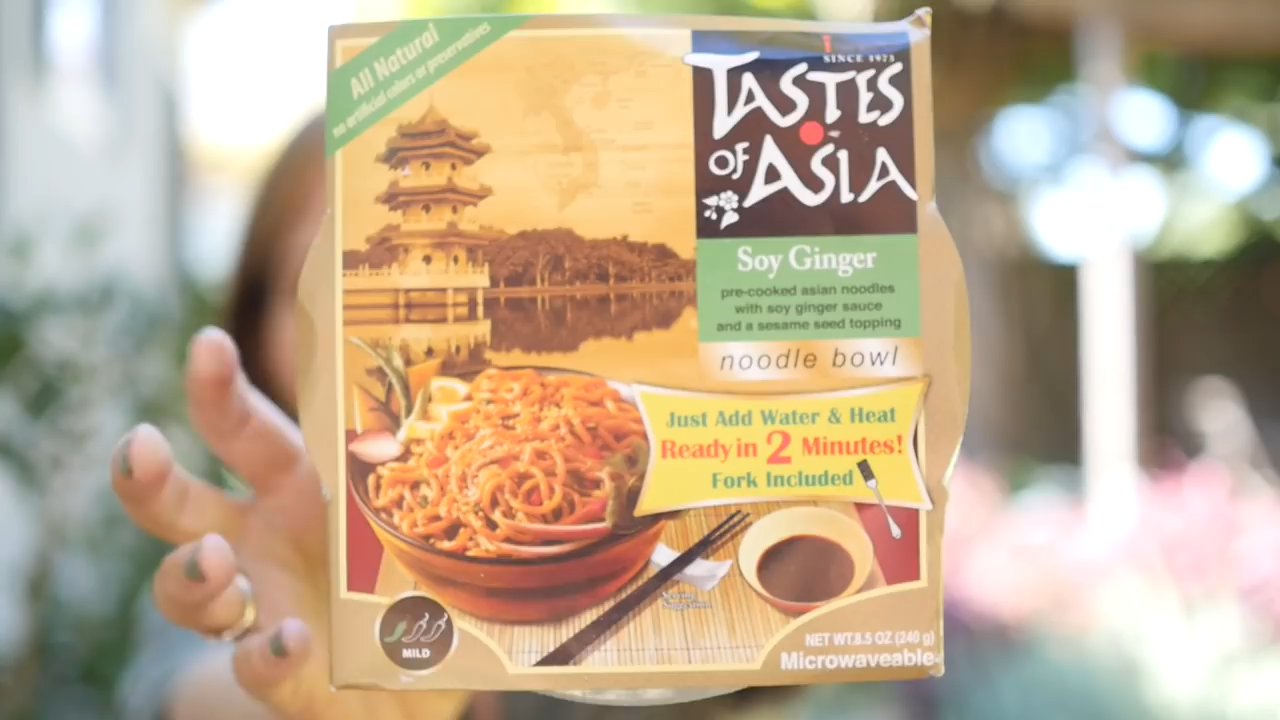 All Natural
no artificial colors or preservatives
SINCE 1973
TASTES
OF ASIA
Soy Ginger
pre-cooked asian noodles
with soy ginger sauce
and a sesame seed topping
noodle bowl
Just Add Water & Heat
Ready in 2 Minutes!
Fork Included
Serving
Suggestion
MILD
NET WT.8.5 OZ (240 g)
Microwaveable